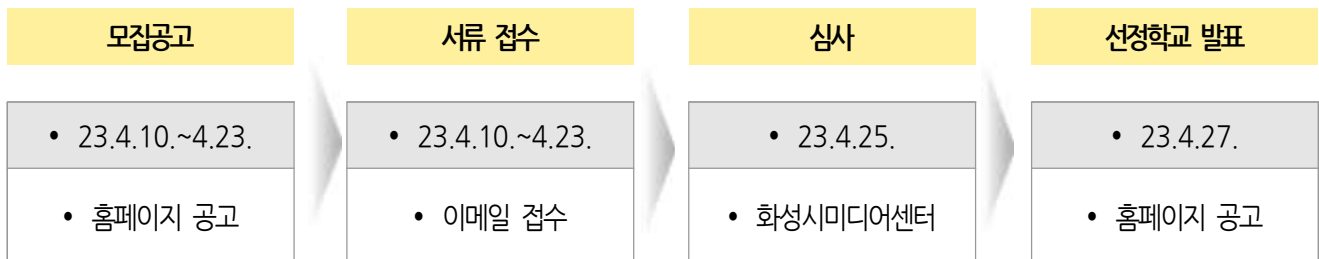 모집공고
서류 접수
심사
선정학교 발표
• 23.4.10.~4.23.
• 23.4.10.~4.23.
• 23.4.25.
• 23.4.27.
• 홈페이지 공고
• 이메일 접수
• 화성시미디어센터
• 홈페이지 공고